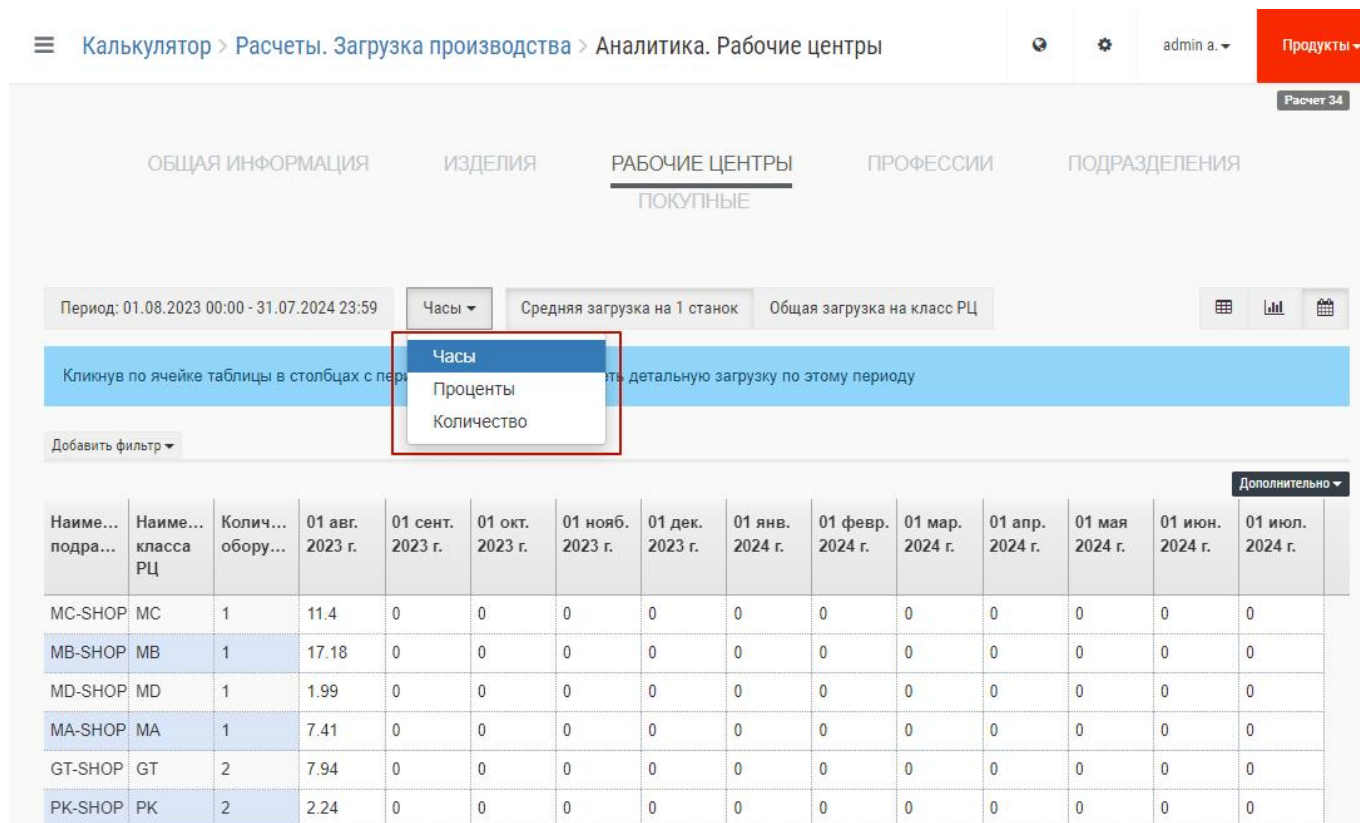 Калькулятор > Расчеты. Загрузка производства > Аналитика. Рабочие центры
admin a.
Продукты
Расчет 34
ОБЩАЯ ИНФОРМАЦИЯ ИЗДЕЛИЯ РАБОЧИЕ ЦЕНТРЫ ПРОФЕССИИ ПОДРАЗДЕЛЕНИЯ
ПОКУПНЫЕ
Период: 01.08.2023 00:00 - 31.07.2024 23:59 Часы Средняя загрузка на 1 станок Общая загрузка на класс РЦ
Часы
Проценты
Количество
Кликнув по ячейке таблицы в столбцах с детальную загрузку по этому периоду
Добавить фильтр
Дополнительно
Наиме... Наиме... Колич... 01 авг. 01 сент. 01 окт. 01 нояб. 01 дек. 01 янв. 01 февр. 01 мар. 01 апр. 01 мая 01 июн. 01 июл.
подра... класса обору... 2023 г. 2023 г. 2023 г. 2023 г. 2023 г. 2024 г. 2024 г. 2024 г. 2024 г. 2024 г. 2024 г. 2024 г.
РЦ
MC-SHOP MC 1 11.4 0 0 0 0 0 0 0 0 0 0 0
MB-SHOP MB 1 17.18 0 0 0 0 0 0 0 0 0 0 0
MD-SHOP MD 1 1.99 0 0 0 0 0 0 0 0 0 0 0
MA-SHOP MA 1 7.41 0 0 0 0 0 0 0 0 0 0 0
GT-SHOP GT 2 7.94 0 0 0 0 0 0 0 0 0 0 0
PK-SHOP PK 2 2.24 0 0 0 0 0 0 0 0 0 0 0